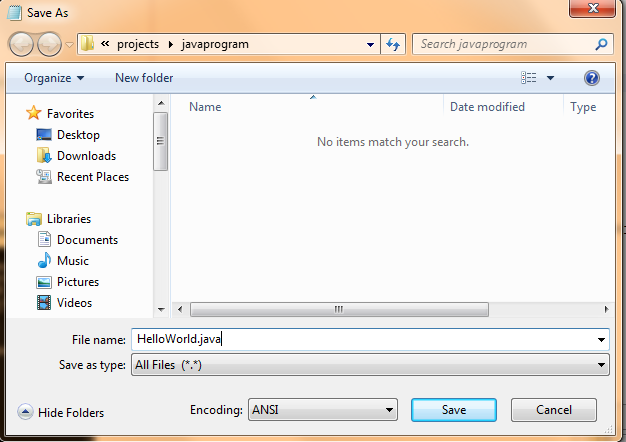 Save As
« projects ▸ javaprogram
Search javaprogram
Organize New folder
Name Date modified Type
No items match your search.
Favorites
Desktop
Downloads
Recent Places
Libraries
Documents
Music
Pictures
Videos
File name: HelloWorld.java
Save as type: All Files (*.*)
Hide Folders Encoding: ANSI Save Cancel